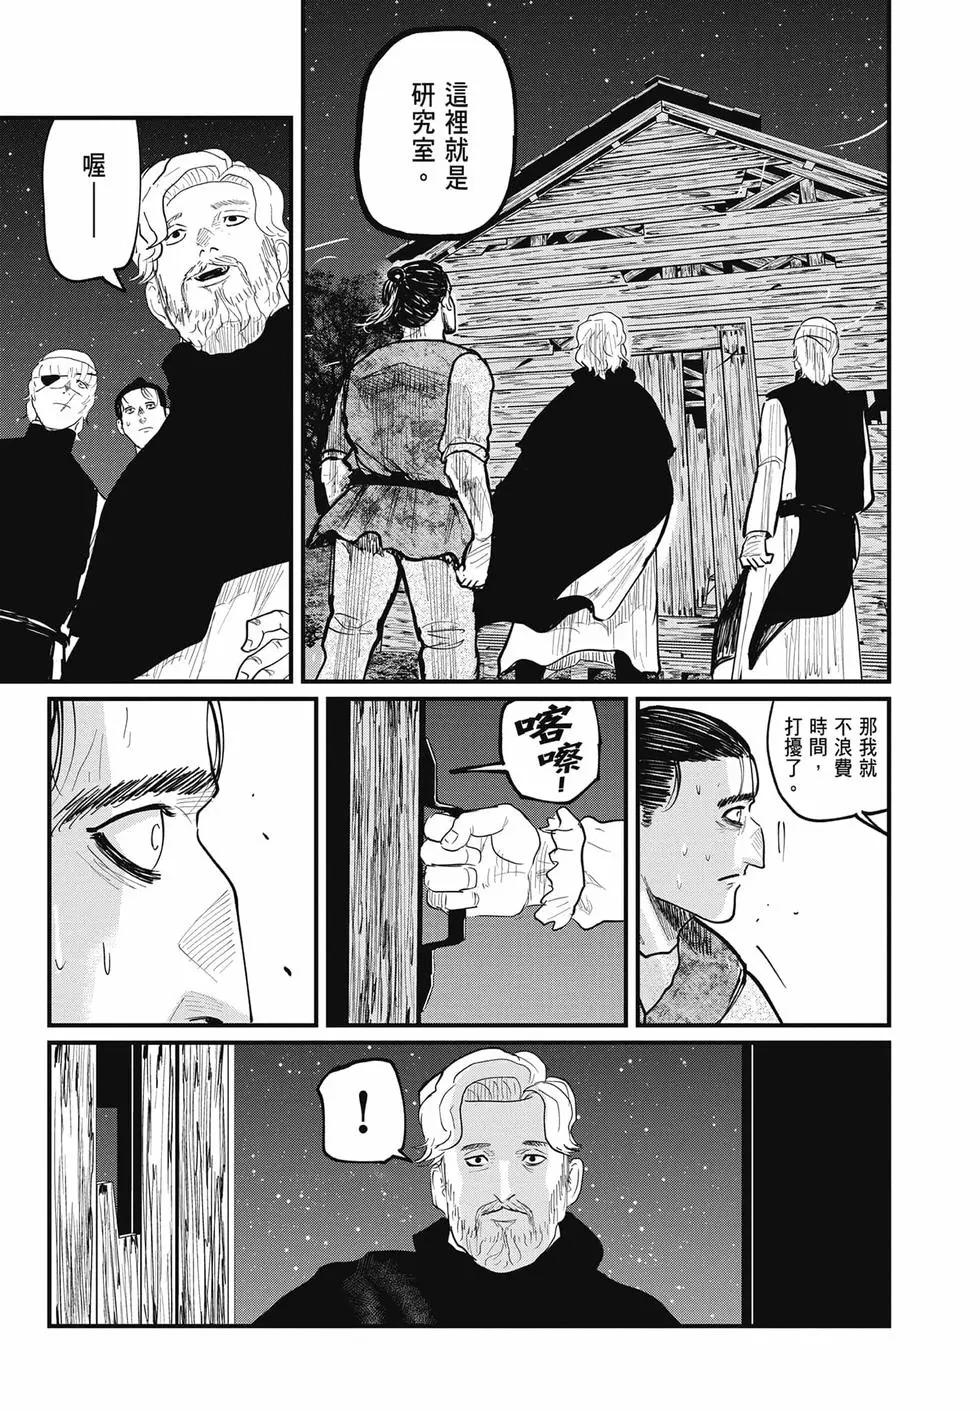 這裡就是
研究室。
喔——
那我就
不浪費
時間，
打擾了。
喀嚓！
！